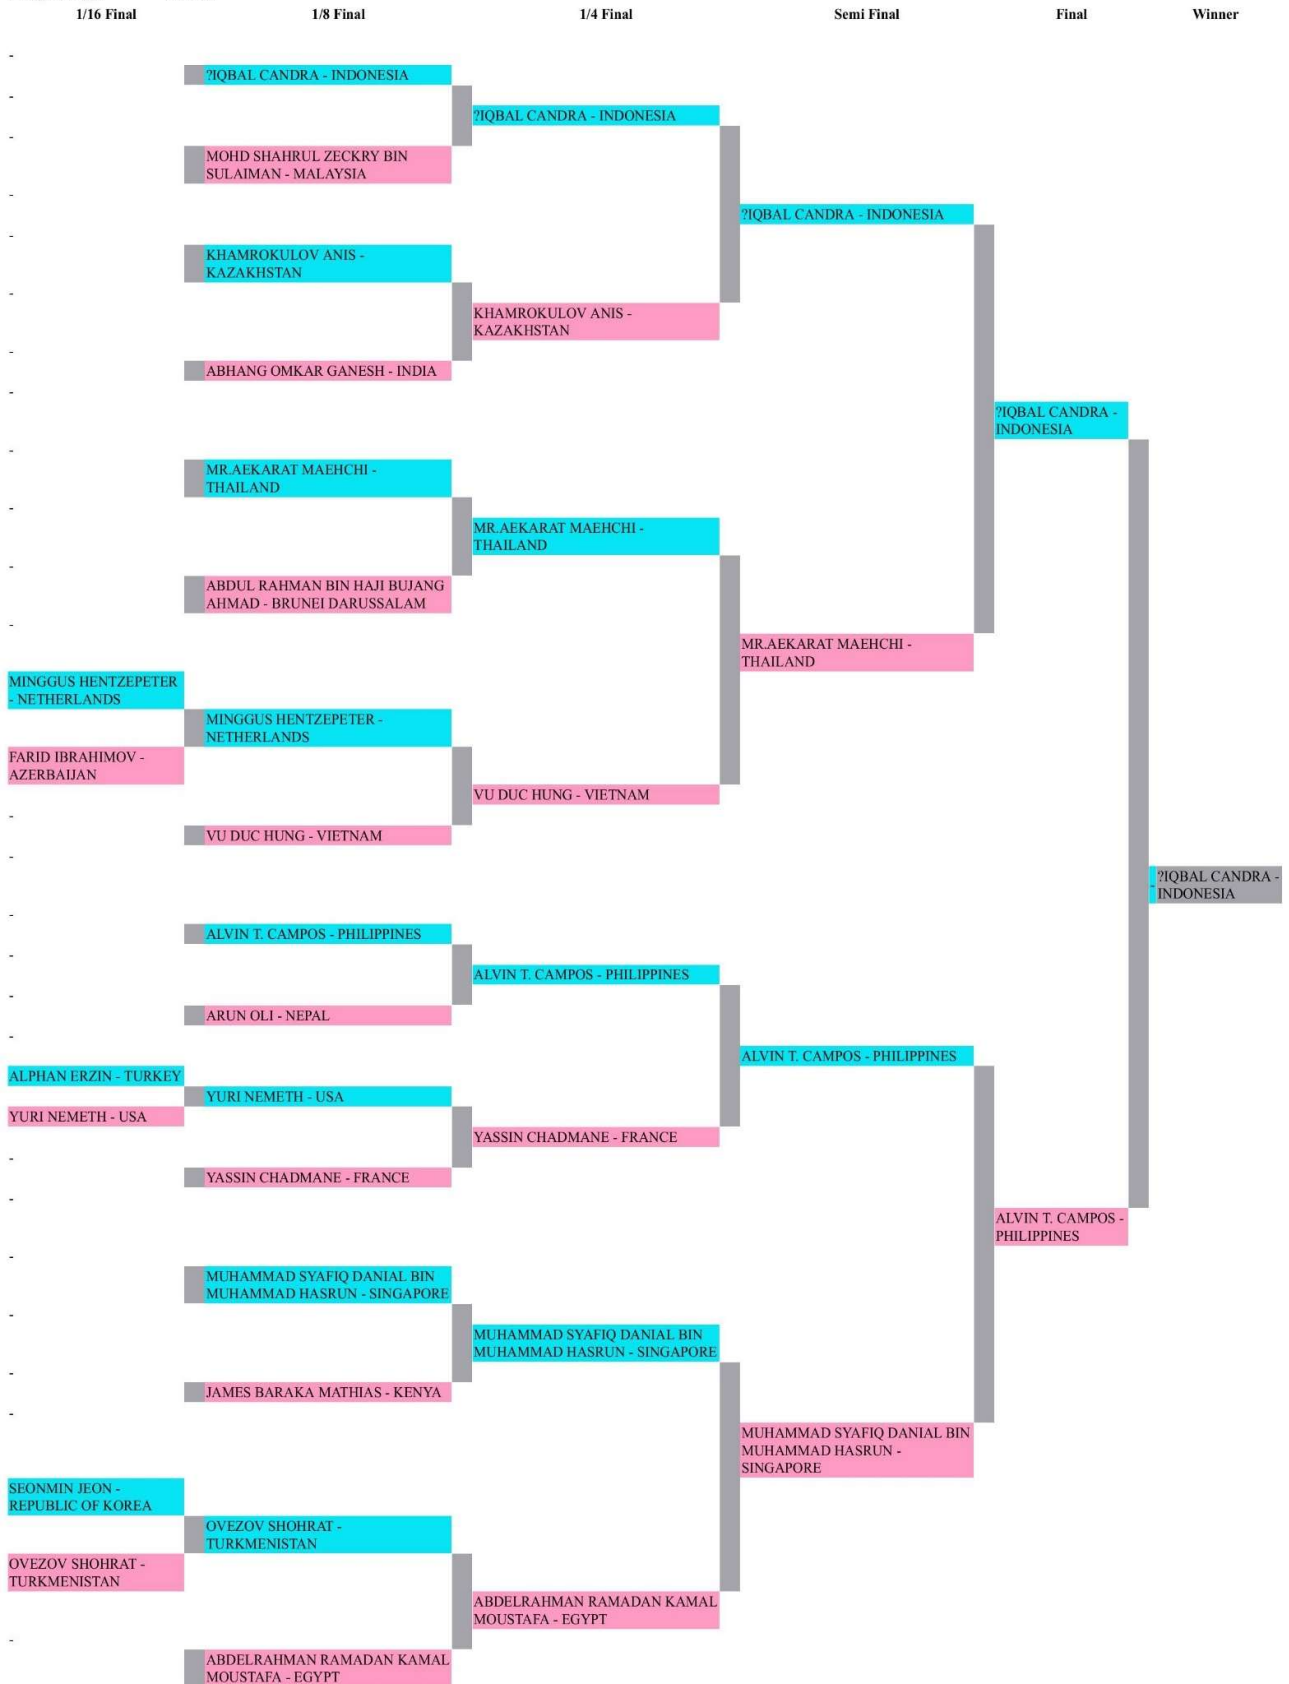 1/16 Final
1/8 Final
1/4 Final
Semi Final
Final
Winner
-
?IQBAL CANDRA - INDONESIA
-
?IQBAL CANDRA - INDONESIA
-
MOHD SHAHRUL ZECKRY BIN
SULAIMAN - MALAYSIA
-
?IQBAL CANDRA - INDONESIA
-
KHAMROKULOV ANIS -
KAZAKHSTAN
-
KHAMROKULOV ANIS -
KAZAKHSTAN
-
ABHANG OMKAR GANESH - INDIA
-
?IQBAL CANDRA -
INDONESIA
-
MR.AEKARAT MAEHCHI -
THAILAND
-
MR.AEKARAT MAEHCHI -
THAILAND
-
ABDUL RAHMAN BIN HAJI BUJANG
AHMAD - BRUNEI DARUSSALAM
-
MR.AEKARAT MAEHCHI -
THAILAND
MINGGUS HENTZEPETER
- NETHERLANDS
MINGGUS HENTZEPETER -
NETHERLANDS
FARID IBRAHIMOV -
AZERBAIJAN
VU DUC HUNG - VIETNAM
-
VU DUC HUNG - VIETNAM
-
-
?IQBAL CANDRA -
INDONESIA
-
ALVIN T. CAMPOS - PHILIPPINES
-
ALVIN T. CAMPOS - PHILIPPINES
-
ARUN OLI - NEPAL
-
ALVIN T. CAMPOS - PHILIPPINES
ALPHAN ERZIN - TURKEY
YURI NEMETH - USA
YURI NEMETH - USA
YASSIN CHADMANE - FRANCE
-
YASSIN CHADMANE - FRANCE
-
ALVIN T. CAMPOS -
PHILIPPINES
-
MUHAMMAD SYAFIQ DANIAL BIN
MUHAMMAD HASRUN - SINGAPORE
-
MUHAMMAD SYAFIQ DANIAL BIN
MUHAMMAD HASRUN - SINGAPORE
-
JAMES BARAKA MATHIAS - KENYA
-
MUHAMMAD SYAFIQ DANIAL BIN
MUHAMMAD HASRUN -
SINGAPORE
SEONMIN JEON -
REPUBLIC OF KOREA
OVEZOV SHOHRAT -
TURKMENISTAN
OVEZOV SHOHRAT -
TURKMENISTAN
ABDELRAHMAN RAMADAN KAMAL
MOUSTAFA - EGYPT
-
ABDELRAHMAN RAMADAN KAMAL
MOUSTAFA - EGYPT